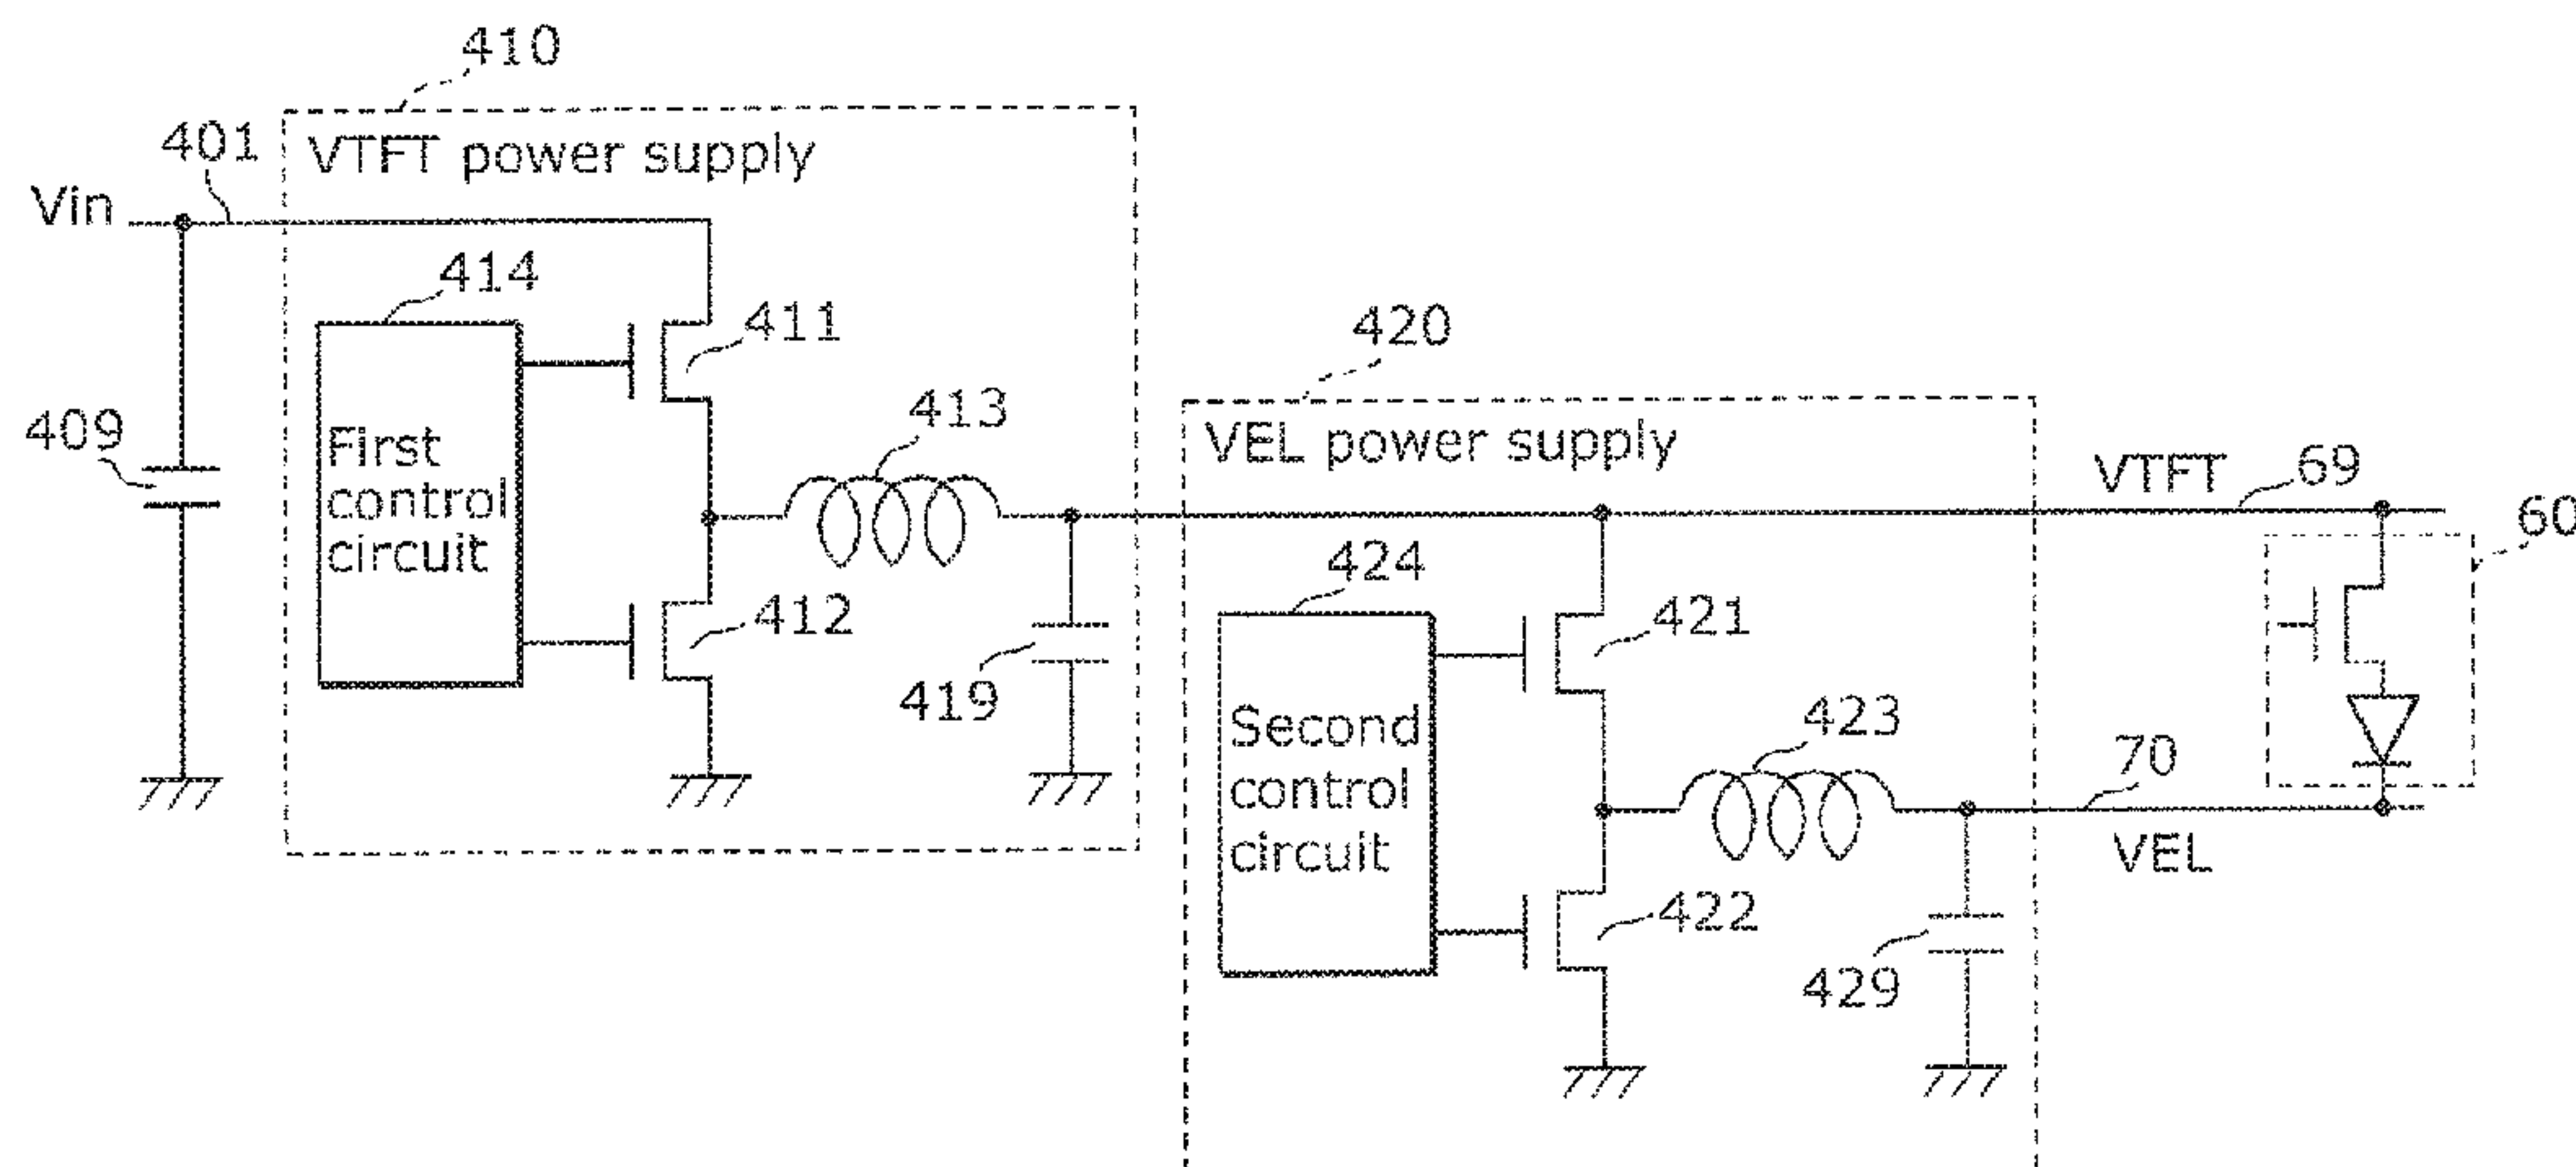 410
401
VTFT power supply
Vin
414
411
420
409
413
First
control
circuit
VEL power supply
VTFT
69
60
424
412
421
419
Second
control
circuit
423
70
VEL
422
429